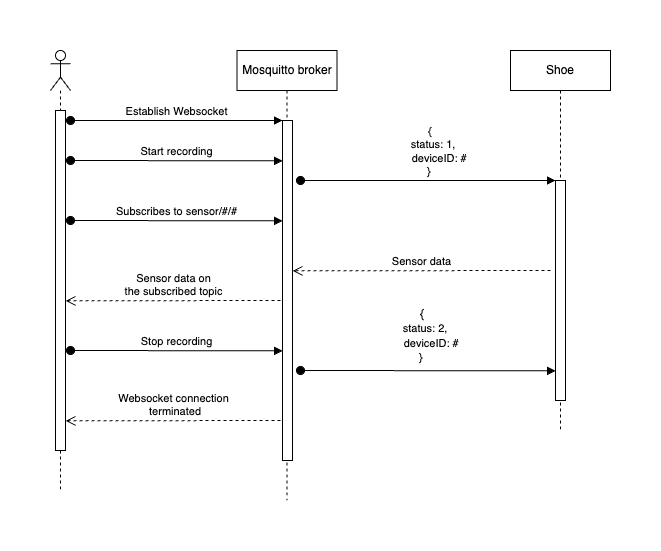 Mosquitto broker
Shoe
Establish Websocket
{
status: 1,
deviceID: #
}
Start recording
Subscribes to sensor/#/#
Sensor data
Sensor data on
the subscribed topic
{
status: 2,
deviceID: #
}
Stop recording
Websocket connection
terminated